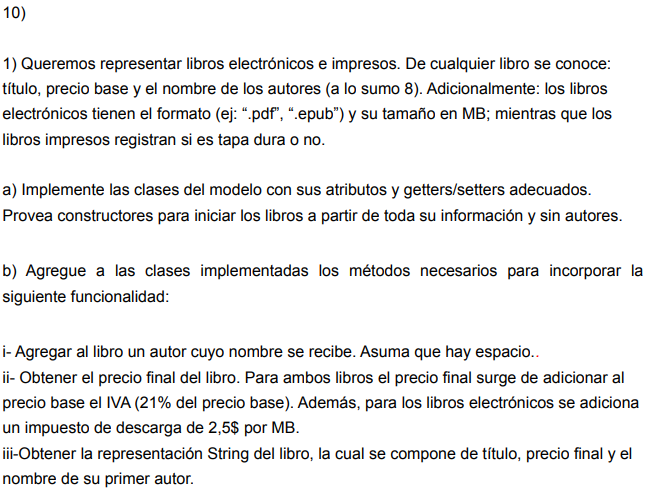 10)
1) Queremos representar libros electrónicos e impresos. De cualquier libro se conoce:
título, precio base y el nombre de los autores (a lo sumo 8). Adicionalmente: los libros
electrónicos tienen el formato (ej: “.pdf”, “.epub”) y su tamaño en MB; mientras que los
libros impresos registran si es tapa dura o no.
a) Implemente las clases del modelo con sus atributos y getters/setters adecuados.
Provea constructores para iniciar los libros a partir de toda su información y sin autores.
b) Agregue a las clases implementadas los métodos necesarios para incorporar la
siguiente funcionalidad:
i- Agregar al libro un autor cuyo nombre se recibe. Asuma que hay espacio..
ii- Obtener el precio final del libro. Para ambos libros el precio final surge de adicionar al
precio base el IVA (21% del precio base). Además, para los libros electrónicos se adiciona
un impuesto de descarga de 2,5$ por MB.
iii-Obtener la representación String del libro, la cual se compone de título, precio final y el
nombre de su primer autor.